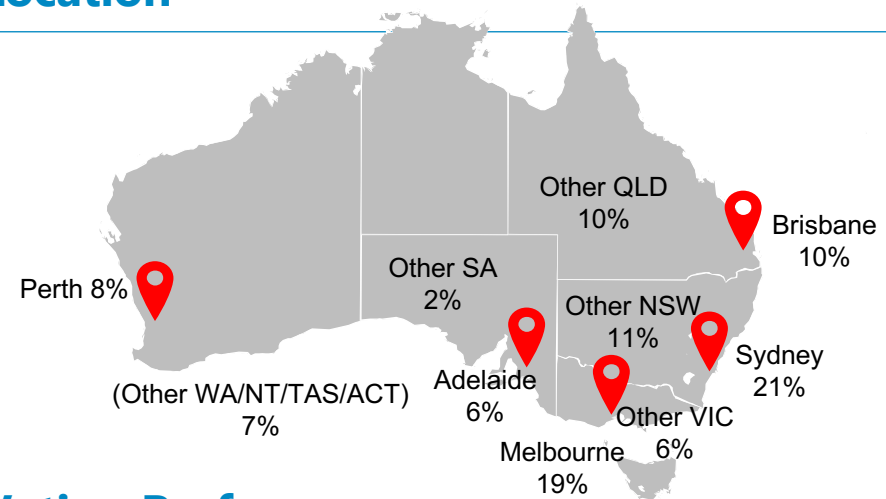 Other QLD
10%
Brisbane
10%
Other SA
2%
Perth 8%
Other NSW
11%
Sydney
21%
(Other WA/NT/TAS/ACT)
7%
Adelaide
6%
Other VIC
6%
Melbourne
19%